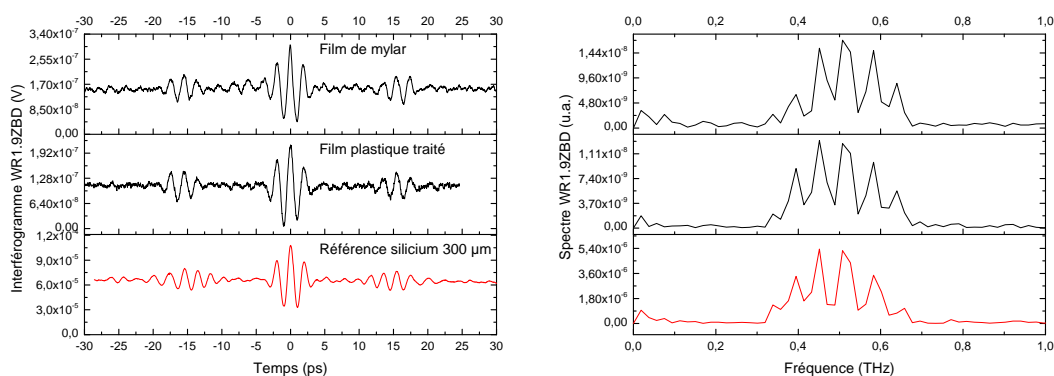 -30 -25 -20 -15 -10 -5 0 5 10 15 20 25 30
3,40x10⁻⁷
2,55x10⁻⁷
1,70x10⁻⁷
8,50x10⁻⁸
0,00
Film de mylar
1,92x10⁻⁷
1,28x10⁻⁷
6,40x10⁻⁸
0,00
Film plastique traité
1,2x10⁻⁴
9,0x10⁻⁵
6,0x10⁻⁵
3,0x10⁻⁵
0,0
Référence silicium 300 µm
-30 -25 -20 -15 -10 -5 0 5 10 15 20 25 30
Temps (ps)
Interférogramme WR1.9ZBD (V)
0,0 0,2 0,4 0,6 0,8 1,0
1,44x10⁻⁸
9,60x10⁻⁹
4,80x10⁻⁹
0,00
1,11x10⁻⁸
7,40x10⁻⁹
3,70x10⁻⁹
0,00
5,40x10⁻⁶
3,60x10⁻⁶
1,80x10⁻⁶
0,00
0,0 0,2 0,4 0,6 0,8 1,0
Fréquence (THz)
Spectre WR1.9ZBD (u.a.)